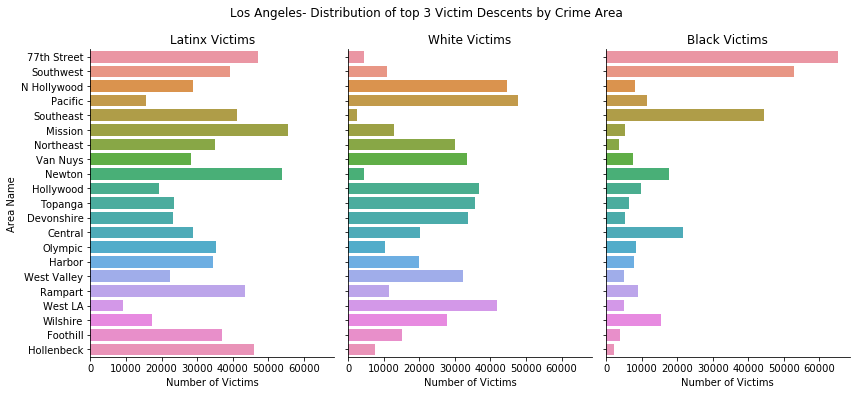 Los Angeles- Distribution of top 3 Victim Descents by Crime Area
Latinx Victims
White Victims
Black Victims
Area Name
77th Street
Southwest
N Hollywood
Pacific
Southeast
Mission
Northeast
Van Nuys
Newton
Hollywood
Topanga
Devonshire
Central
Olympic
Harbor
West Valley
Rampart
West LA
Wilshire
Foothill
Hollenbeck
0 10000 20000 30000 40000 50000 60000
0 10000 20000 30000 40000 50000 60000
0 10000 20000 30000 40000 50000 60000
Number of Victims
Number of Victims
Number of Victims